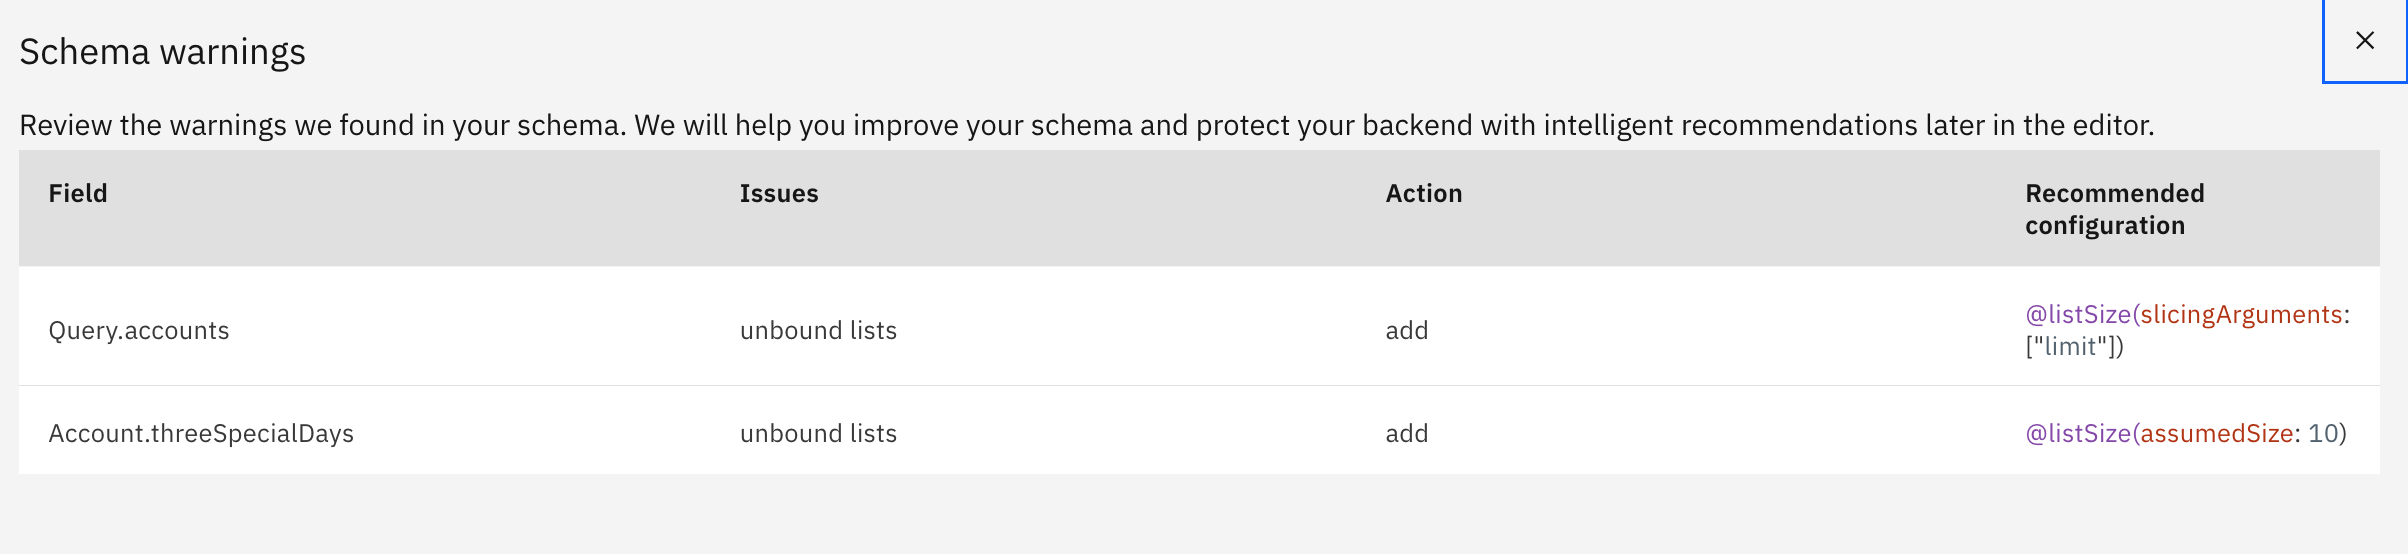 Schema warnings
Review the warnings we found in your schema. We will help you improve your schema and protect your backend with intelligent recommendations later in the editor.
Field Issues Action Recommended configuration
Query.accounts unbound lists add @listSize(slicingArguments: ["limit"])
Account.threeSpecialDays unbound lists add @listSize(assumedSize: 10)